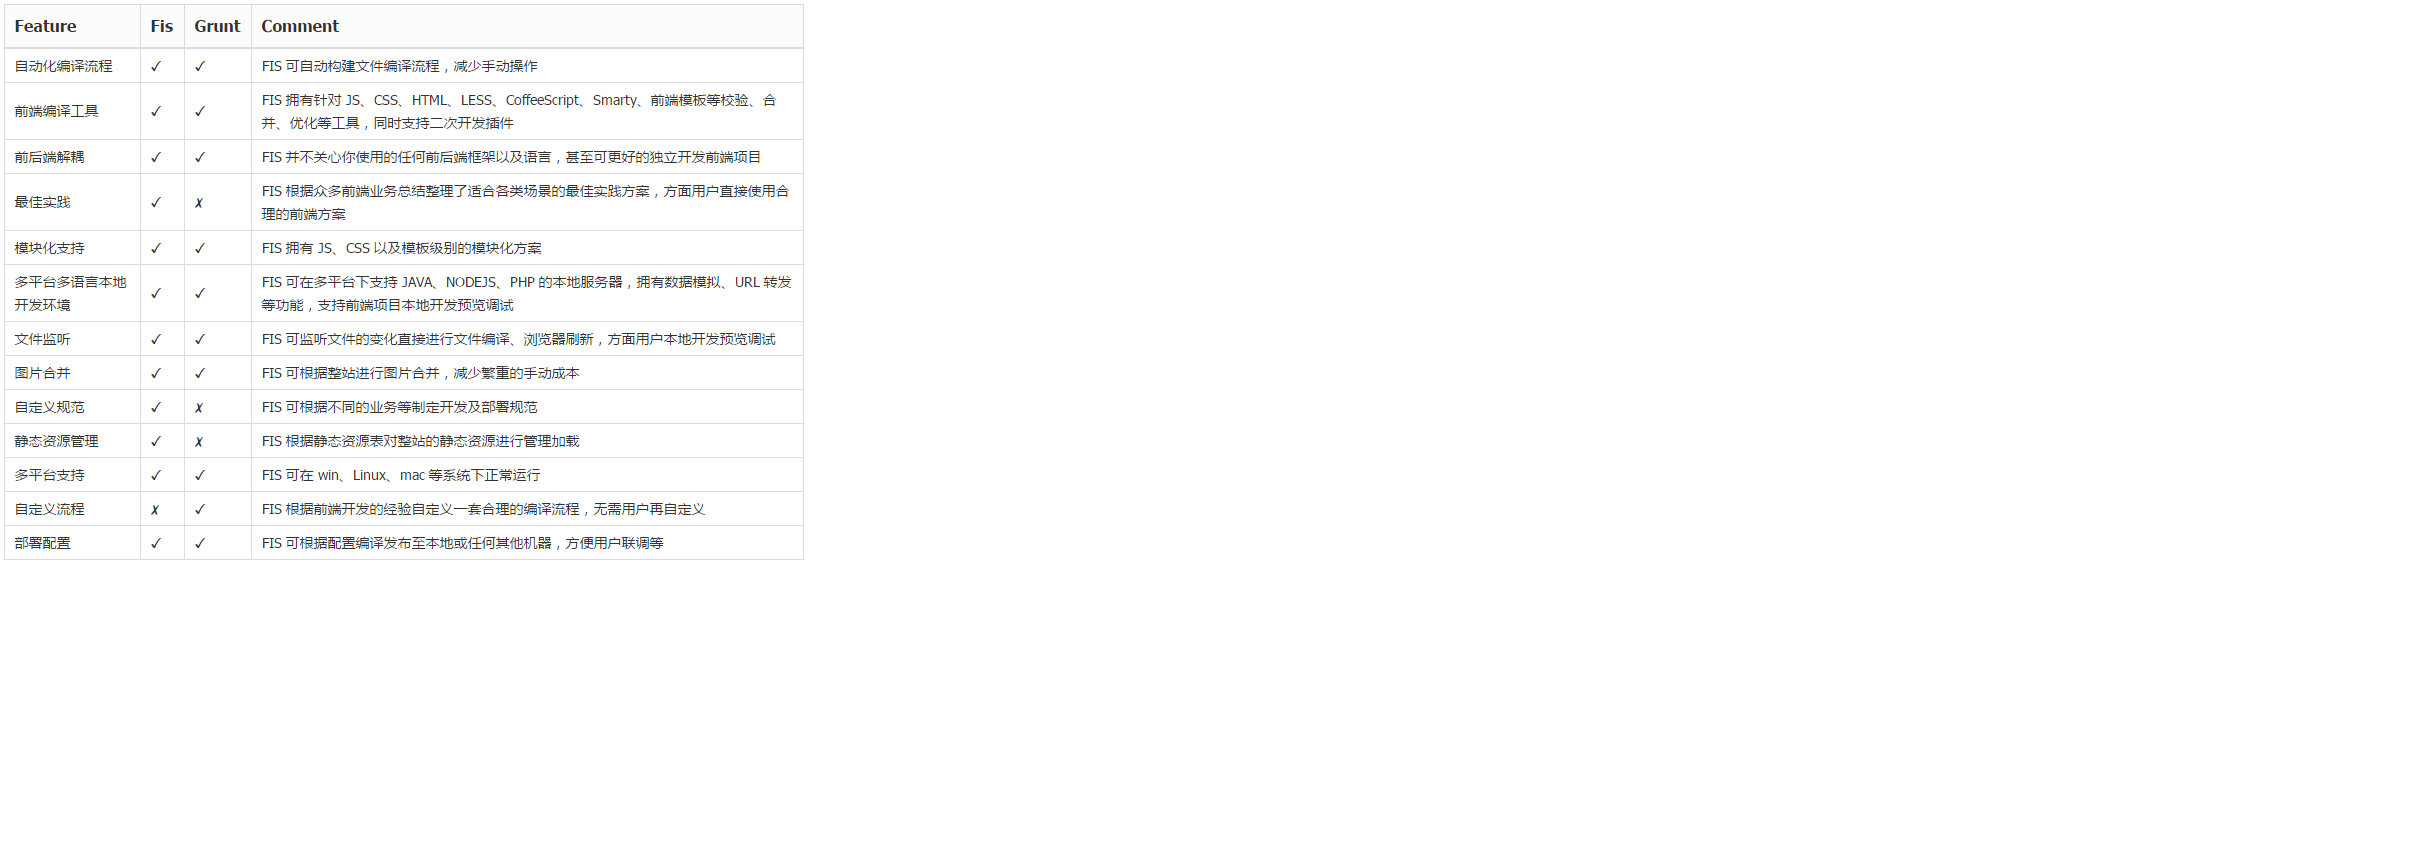 Feature Fis Grunt Comment
自动化编译流程 ✓ ✓ FIS 可自动构建文件编译流程，减少手动操作
前端编译工具 ✓ ✓ FIS 拥有针对 JS、CSS、HTML、LESS、CoffeeScript、Smarty、前端模板等校验、合
并、优化等工具，同时支持二次开发插件
前后端解耦 ✓ ✓ FIS 并不关心你使用的任何前后端框架以及语言，甚至可更好的独立开发前端项目
最佳实践 ✓ ✗ FIS 根据众多前端业务总结整理了适合各类场景的最佳实践方案，方面用户直接使用合
理的前端方案
模块化支持 ✓ ✓ FIS 拥有 JS、CSS 以及模板级别的模块化方案
多平台多语言本地
开发环境 ✓ ✓ FIS 可在多平台下支持 JAVA、NODEJS、PHP 的本地服务器，拥有数据模拟、URL 转发
等功能，支持前端项目本地开发预览调试
文件监听 ✓ ✓ FIS 可监听文件的变化直接进行文件编译、浏览器刷新，方面用户本地开发预览调试
图片合并 ✓ ✓ FIS 可根据整站进行图片合并，减少繁重的手动成本
自定义规范 ✓ ✗ FIS 可根据不同的业务等制定开发及部署规范
静态资源管理 ✓ ✗ FIS 根据静态资源表对整站的静态资源进行管理加载
多平台支持 ✓ ✓ FIS 可在 win、Linux、mac 等系统下正常运行
自定义流程 ✗ ✓ FIS 根据前端开发的经验自定义一套合理的编译流程，无需用户再自定义
部署配置 ✓ ✓ FIS 可根据配置编译发布至本地或任何其他机器，方便用户联调等